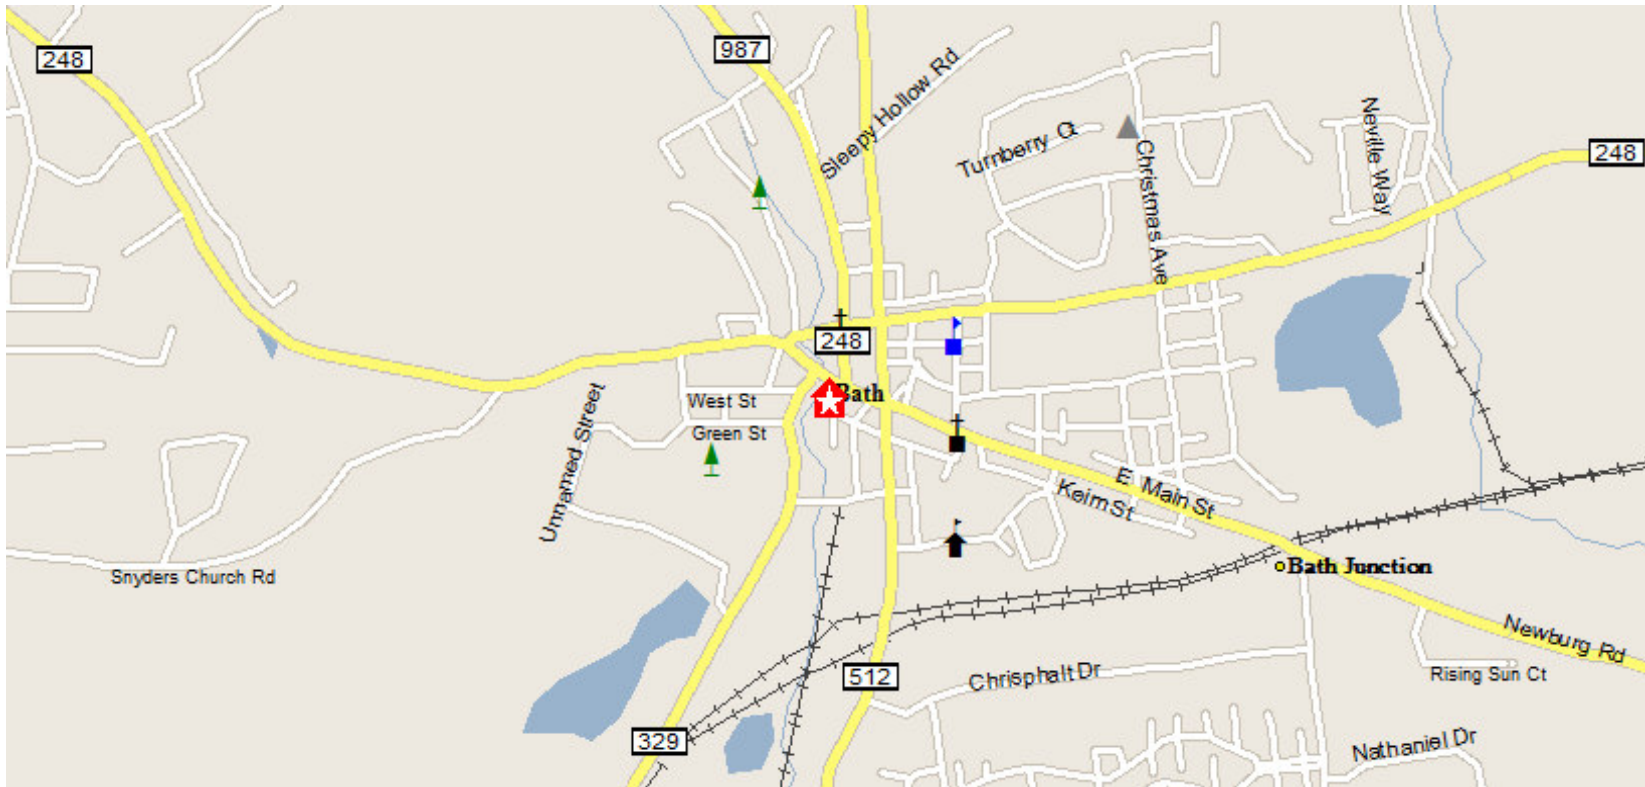 248
987
Sleepy Hollow Rd
Turnberry Ct
Christmas Ave
Neville Way
248
248
Bath
West St
Green St
Unnamed Street
E Main St
Keim St
Snyders Church Rd
Bath Junction
Newburg Rd
Rising Sun Ct
512
Chrisphalt Dr
329
Nathaniel Dr